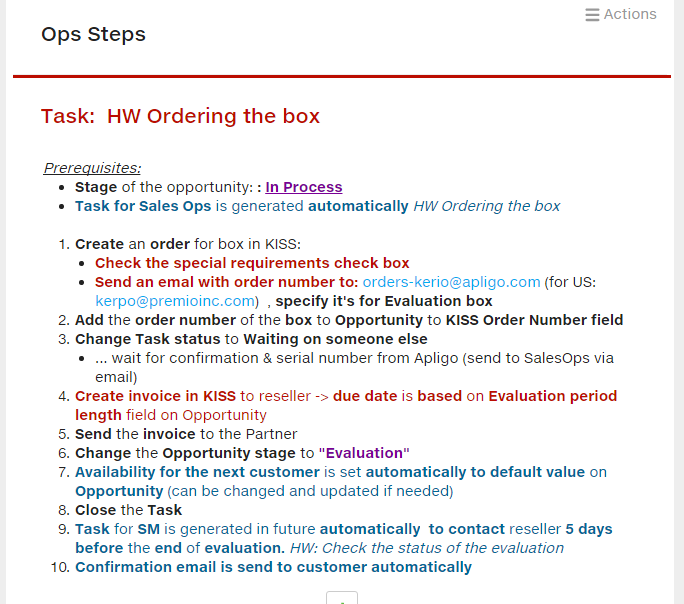 Actions
Ops Steps
Task:  HW Ordering the box
Prerequisites:
• Stage of the opportunity: : In Process
• Task for Sales Ops is generated automatically HW Ordering the box
1. Create an order for box in KISS:
• Check the special requirements check box
• Send an emal with order number to: orders-kerio@apligo.com (for US:
kerpo@premioinc.com)  , specify it's for Evaluation box
2. Add the order number of the box to Opportunity to KISS Order Number field
3. Change Task status to Waiting on someone else
• ... wait for confirmation & serial number from Apligo (send to SalesOps via
email)
4. Create invoice in KISS to reseller -> due date is based on Evaluation period
length field on Opportunity
5. Send the invoice to the Partner
6. Change the Opportunity stage to "Evaluation"
7. Availability for the next customer is set automatically to default value on
Opportunity (can be changed and updated if needed)
8. Close the Task
9. Task for SM is generated in future automatically  to contact reseller 5 days
before the end of evaluation. HW: Check the status of the evaluation
10. Confirmation email is send to customer automatically